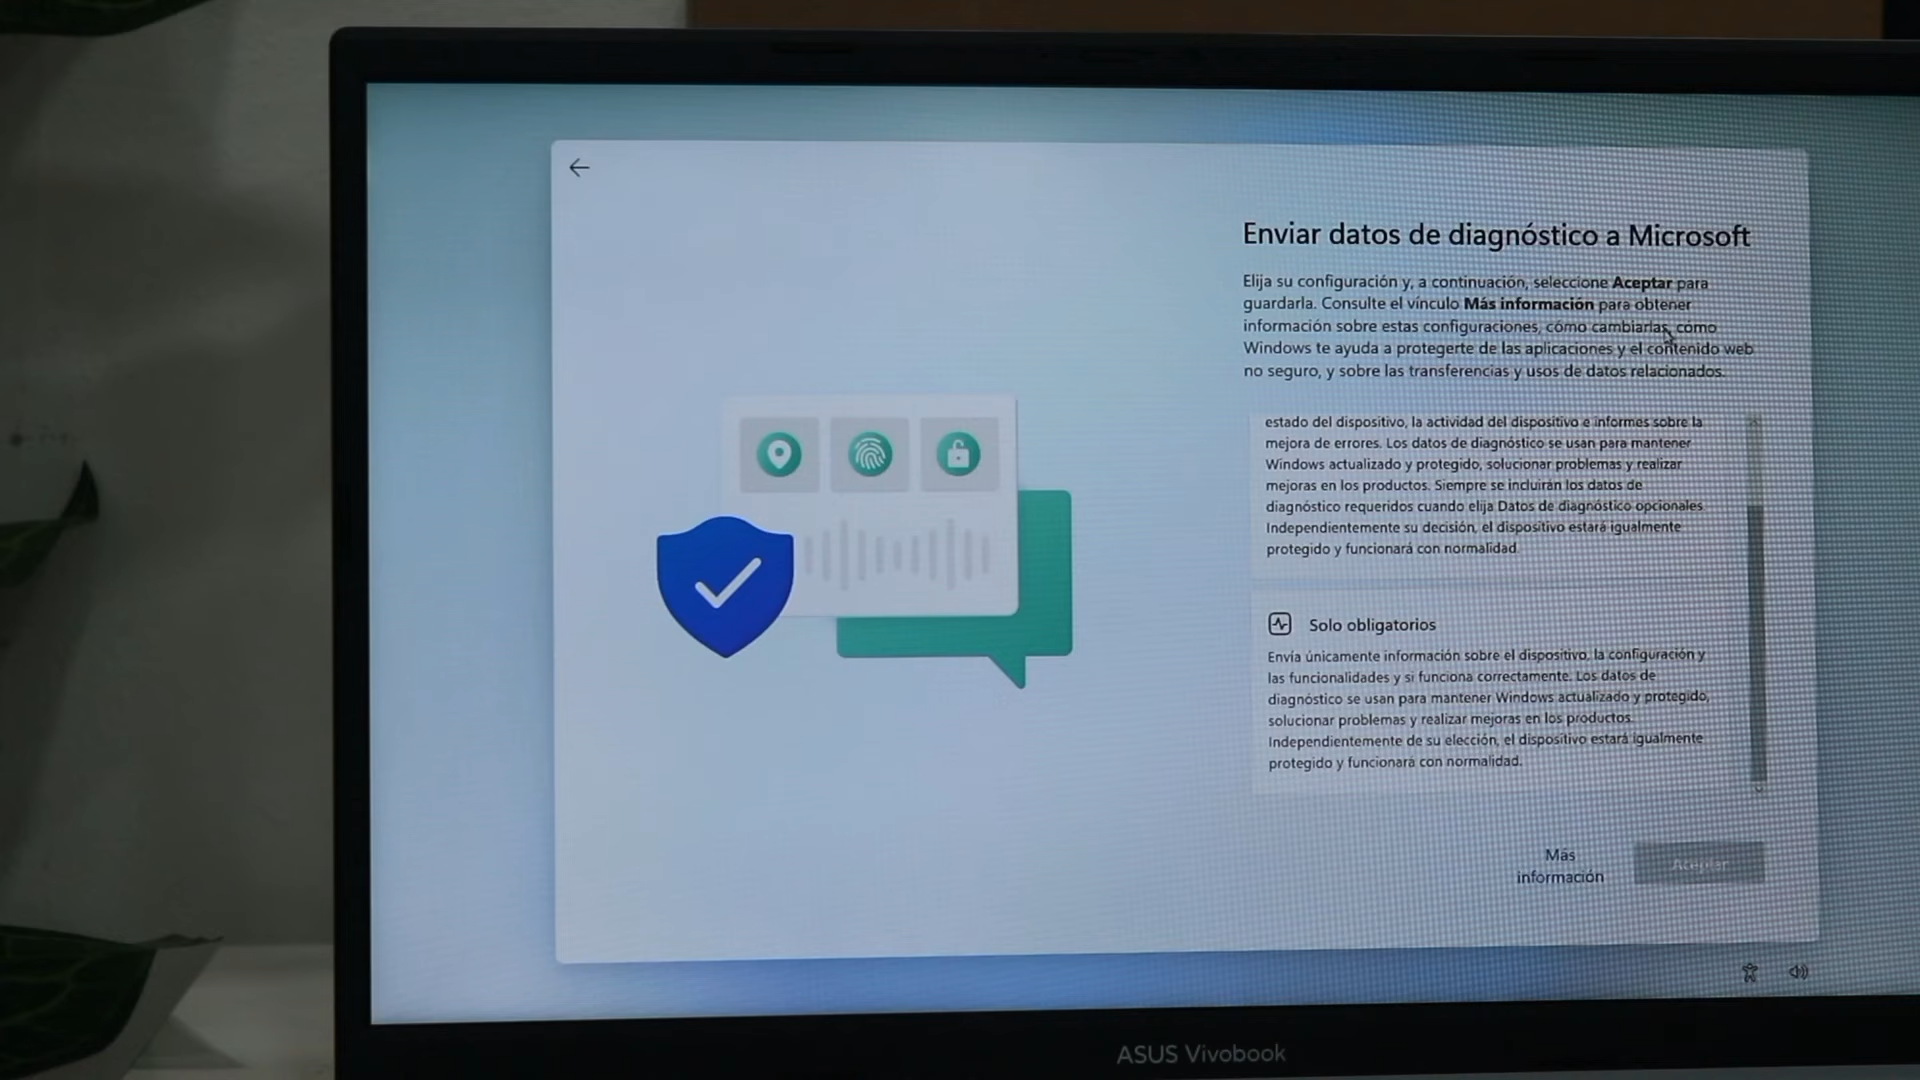 Enviar datos de diagnóstico a Microsoft
Elija su configuración y, a continuación, seleccione Aceptar para
guardarla. Consulte el vínculo Más información para obtener
información sobre estas configuraciones, cómo cambiarlas, cómo
Windows te ayuda a protegerte de las aplicaciones y el contenido web
no seguro, y sobre las transferencias y usos de datos relacionados.
estado del dispositivo, la actividad del dispositivo e informes sobre la
mejora de errores. Los datos de diagnóstico se usan para mantener
Windows actualizado y protegido, solucionar problemas y realizar
mejoras en los productos. Siempre se incluirán los datos de
diagnóstico requeridos cuando elija Datos de diagnóstico opcionales.
Independientemente su decisión, el dispositivo estará igualmente
protegido y funcionará con normalidad.
Solo obligatorios
Envía únicamente información sobre el dispositivo, la configuración y
las funcionalidades y si funciona correctamente. Los datos de
diagnóstico se usan para mantener Windows actualizado y protegido,
solucionar problemas y realizar mejoras en los productos.
Independientemente de su elección, el dispositivo estará igualmente
protegido y funcionará con normalidad.
Más
información
Aceptar
ASUS Vivobook